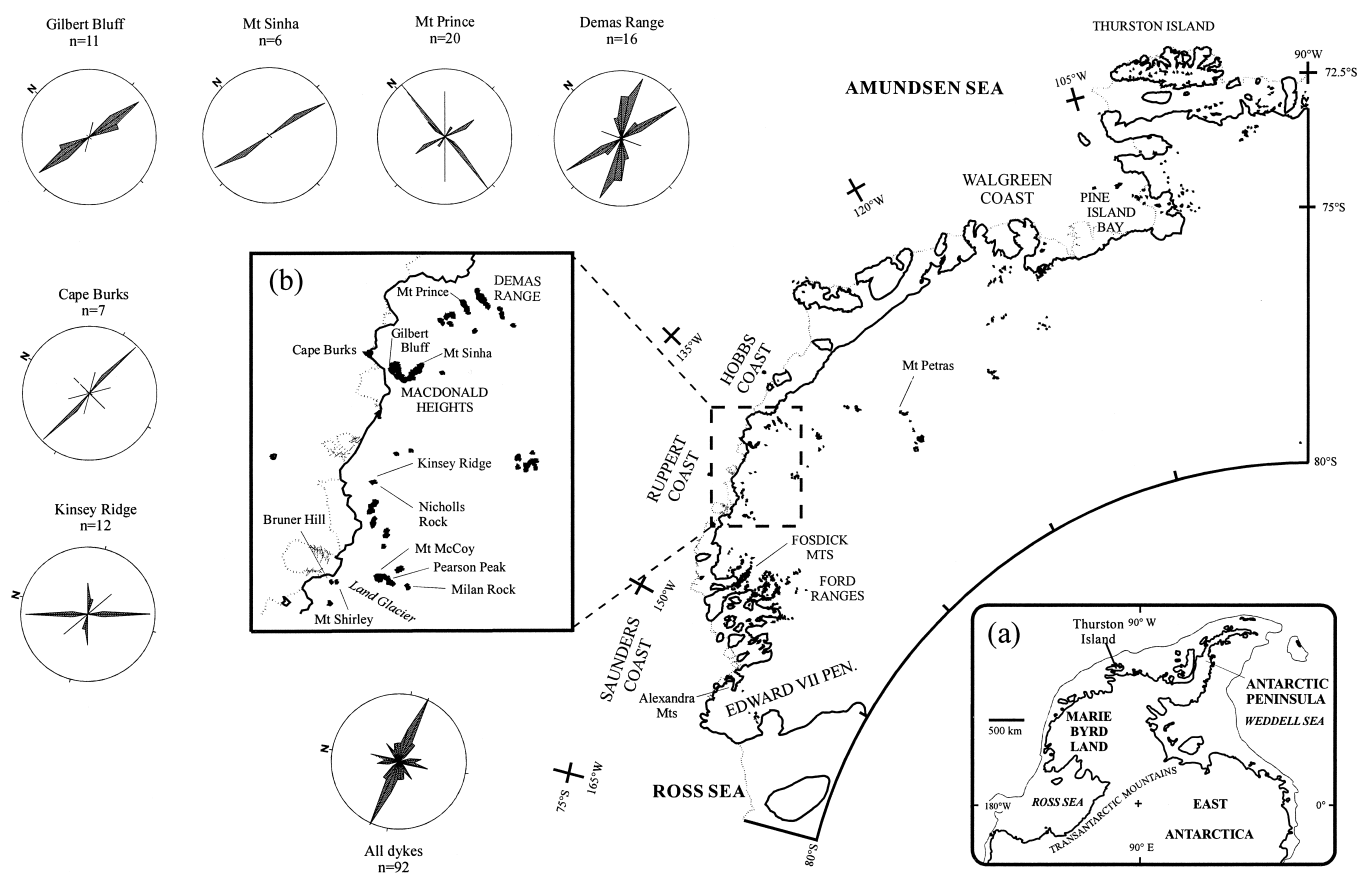 Gilbert Bluff
n=11
N
Mt Sinha
n=6
N
Mt Prince
n=20
N
Demas Range
n=16
N
Cape Burks
n=7
N
Kinsey Ridge
n=12
N
All dykes
n=92
N
(b)
Mt Prince
DEMAS
RANGE
Gilbert
Bluff
Cape Burks
Mt Sinha
MACDONALD
HEIGHTS
Kinsey Ridge
Nicholls
Rock
Bruner Hill
Mt McCoy
Pearson Peak
Milan Rock
Land Glacier
Mt Shirley
THURSTON ISLAND
90°W
72.5°S
105°W
AMUNDSEN SEA
WALGREEN
COAST
PINE
ISLAND
BAY
75°S
120°W
135°W
HOBBS
COAST
Mt Petras
RUPPERT
COAST
80°S
FOSDICK
MTS
FORD
RANGES
150°W
SAUNDERS
COAST
Alexandra
Mts
EDWARD VII PEN.
ROSS SEA
75°S
165°W
80°S
(a)
90° W
Thurston
Island
ANTARCTIC
PENINSULA
WEDDELL SEA
500 km
MARIE
BYRD
LAND
180°W
ROSS SEA
TRANSANTARCTIC MOUNTAINS
EAST
ANTARCTICA
0°
90° E